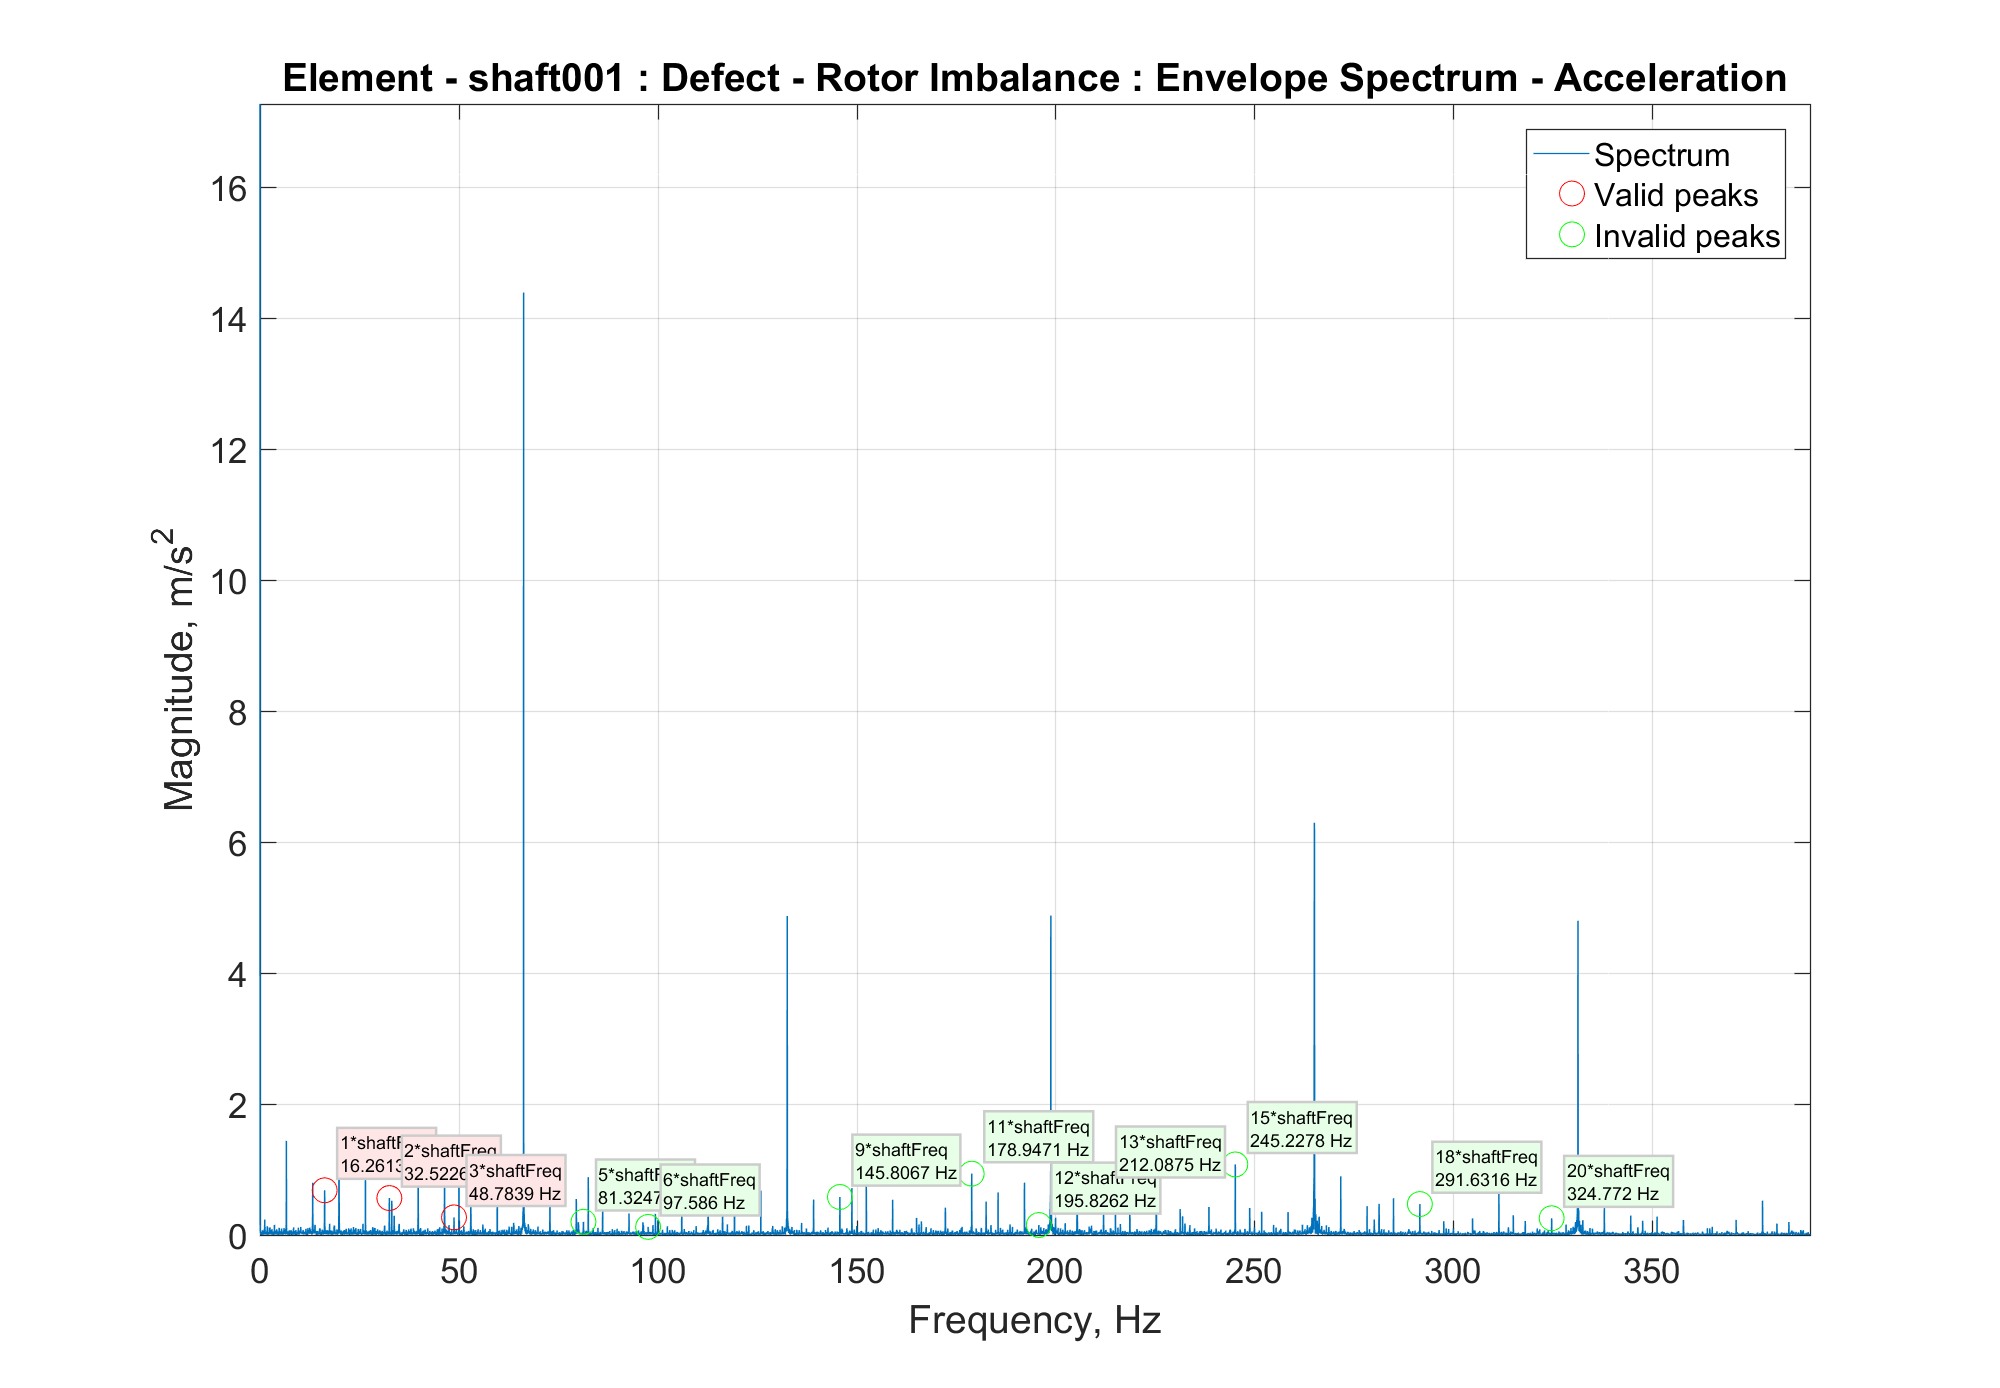 Element - shaft001 : Defect - Rotor Imbalance : Envelope Spectrum - Acceleration
Spectrum
Valid peaks
Invalid peaks
Magnitude, m/s²
16
14
12
10
8
6
4
2
0
1*shaftF
16.2613
2*shaftFreq
32.5226
3*shaftFreq
48.7839 Hz
5*shaftF
81.3247
6*shaftFreq
97.586 Hz
9*shaftFreq
145.8067 Hz
11*shaftFreq
178.9471 Hz
12*shaftFreq
195.8262 Hz
13*shaftFreq
212.0875 Hz
15*shaftFreq
245.2278 Hz
18*shaftFreq
291.6316 Hz
20*shaftFreq
324.772 Hz
0 50 100 150 200 250 300 350
Frequency, Hz